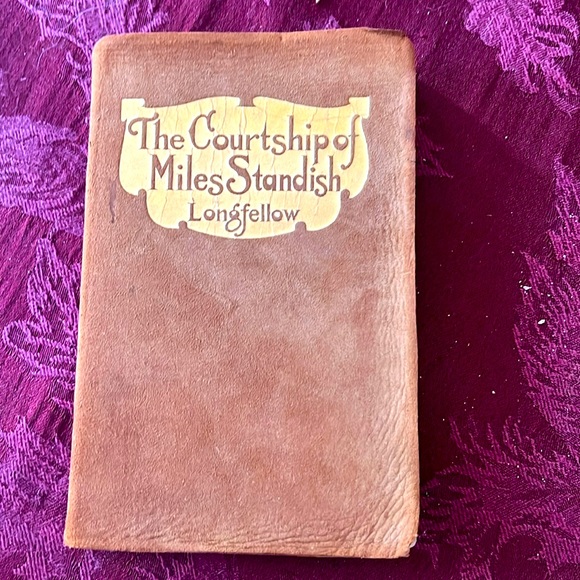 The Courtship of
Miles Standish
Longfellow